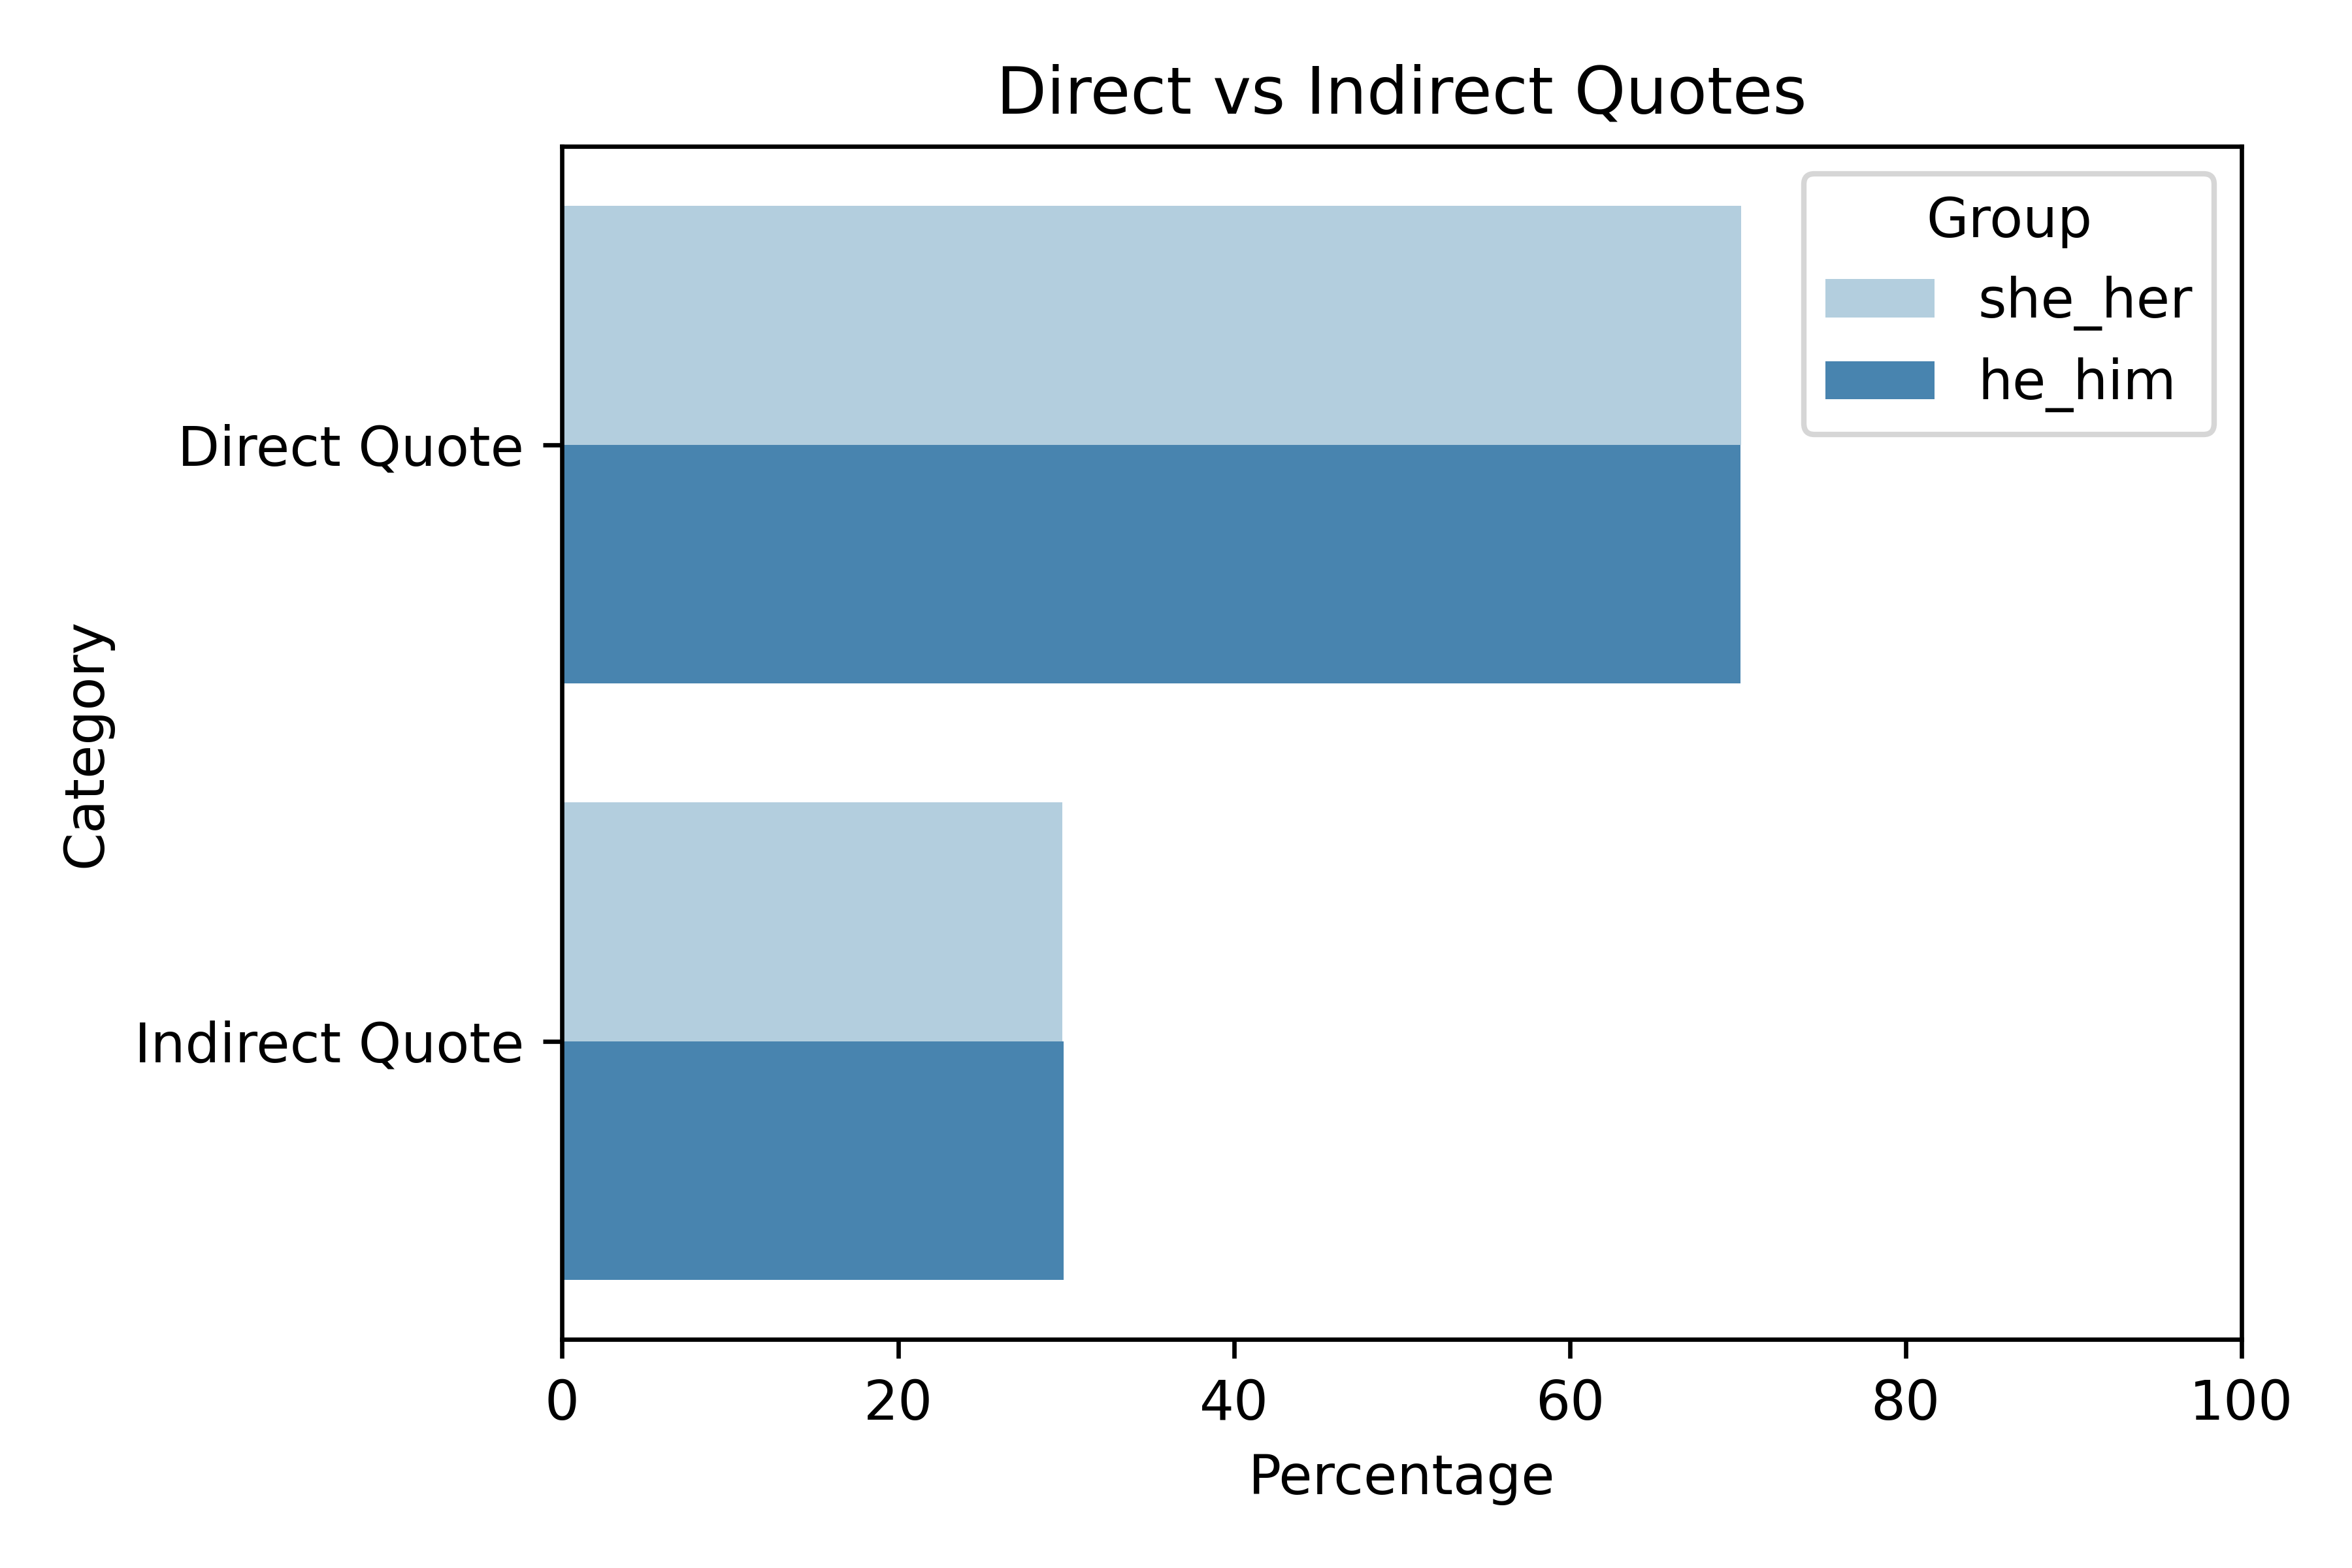 Direct vs Indirect Quotes
Group
she_her
he_him
Direct Quote
Indirect Quote
Category
0 20 40 60 80 100
Percentage